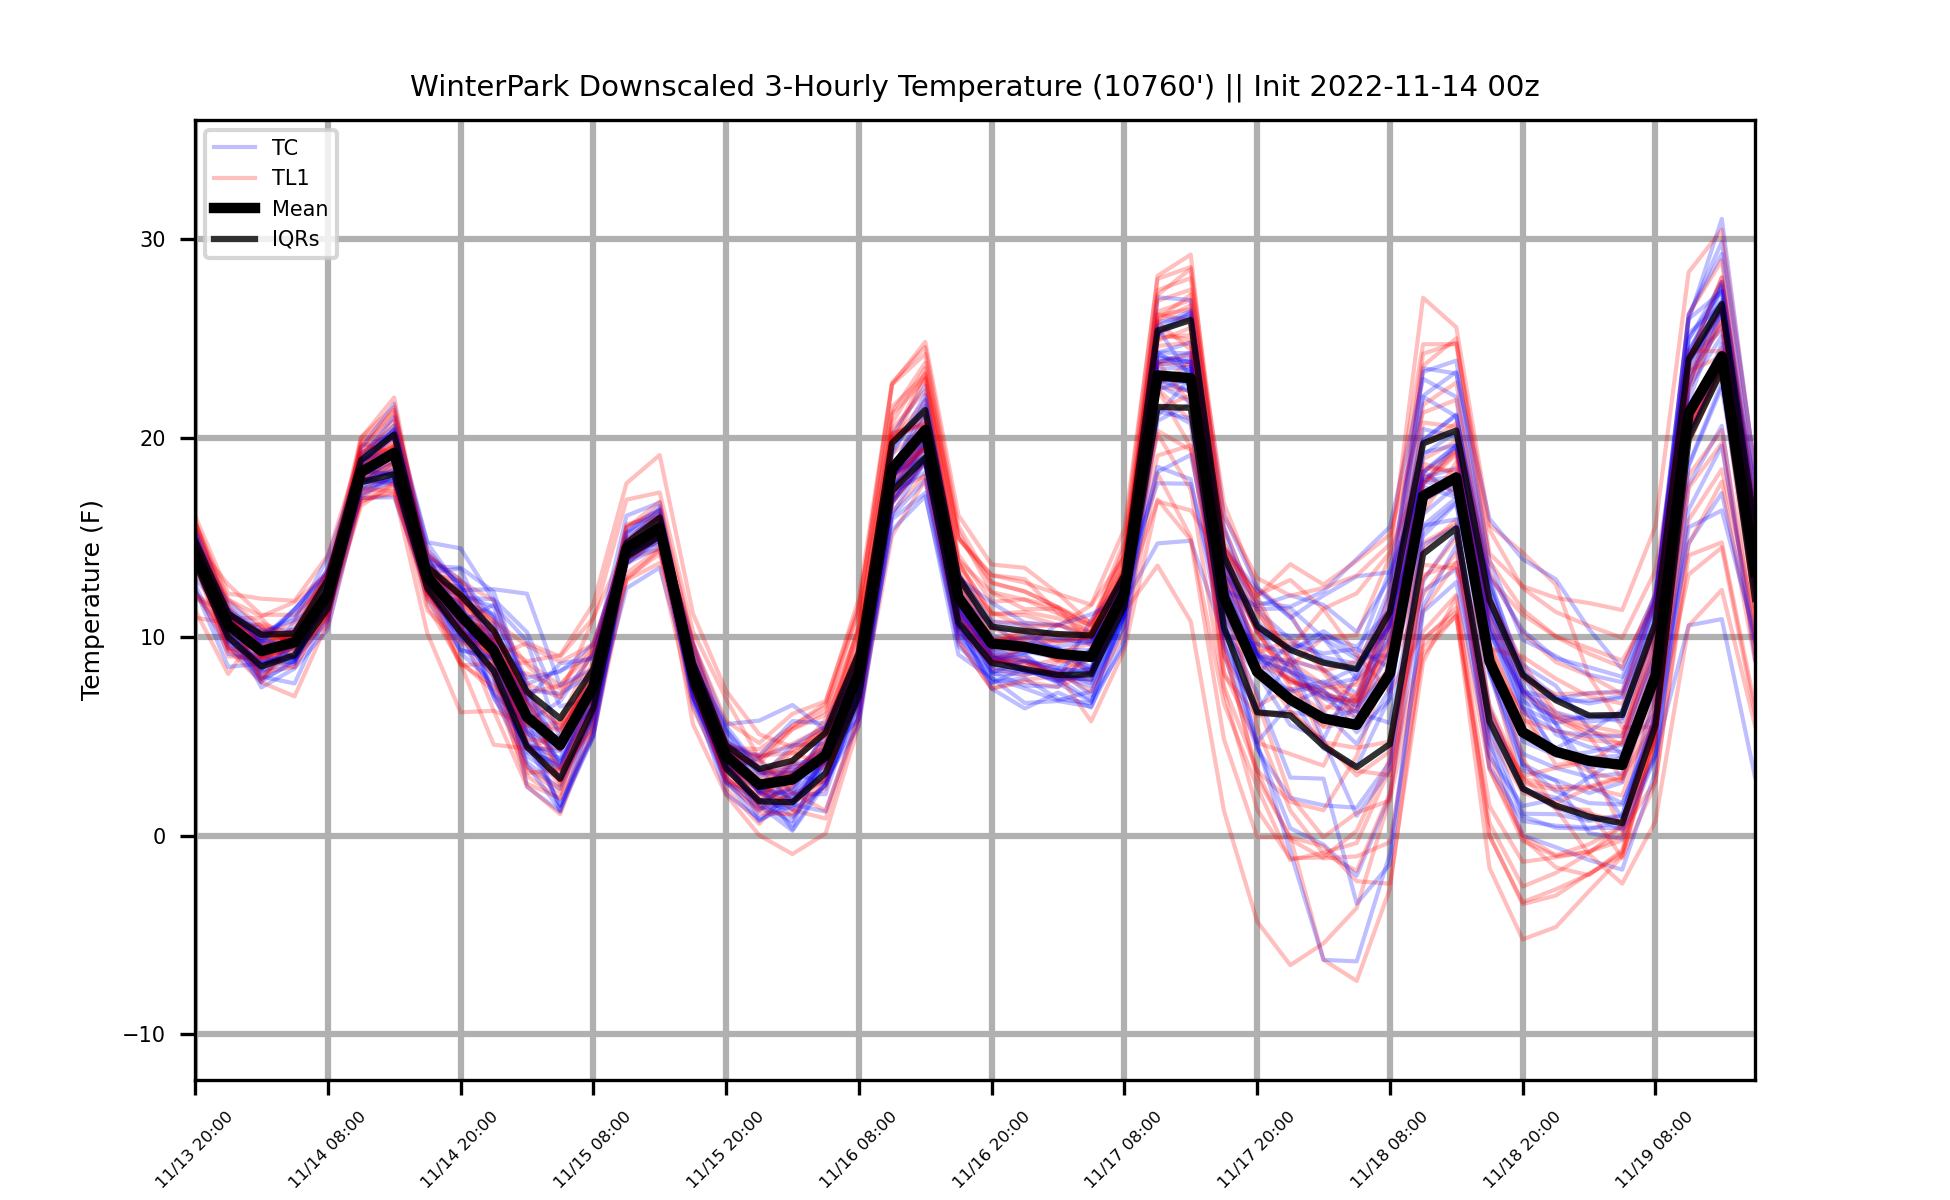 WinterPark Downscaled 3-Hourly Temperature (10760') || Init 2022-11-14 00z
TC
TL1
Mean
IQRs
Temperature (F)
30
20
10
0
−10
11/13 20:00
11/14 08:00
11/14 20:00
11/15 08:00
11/15 20:00
11/16 08:00
11/16 20:00
11/17 08:00
11/17 20:00
11/18 08:00
11/18 20:00
11/19 08:00